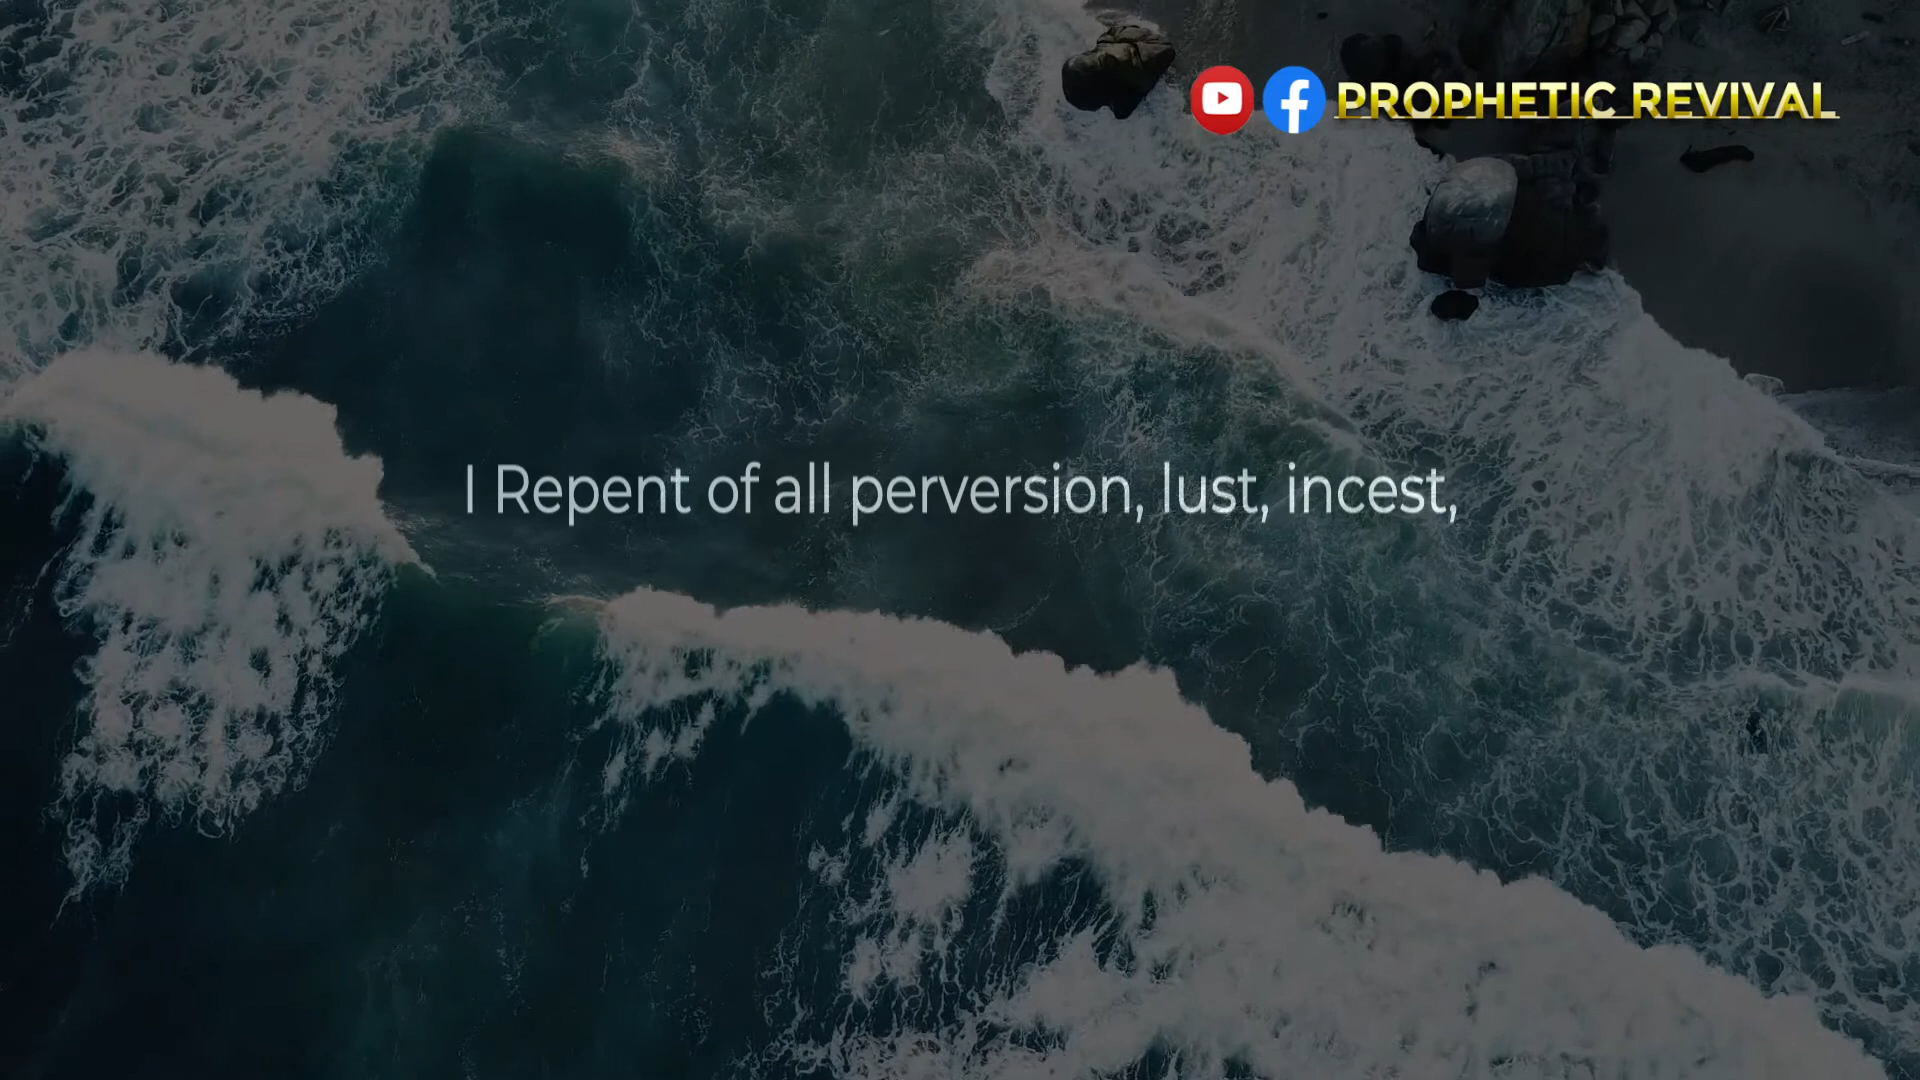 PROPHETIC REVIVAL
I Repent of all perversion, lust, incest,